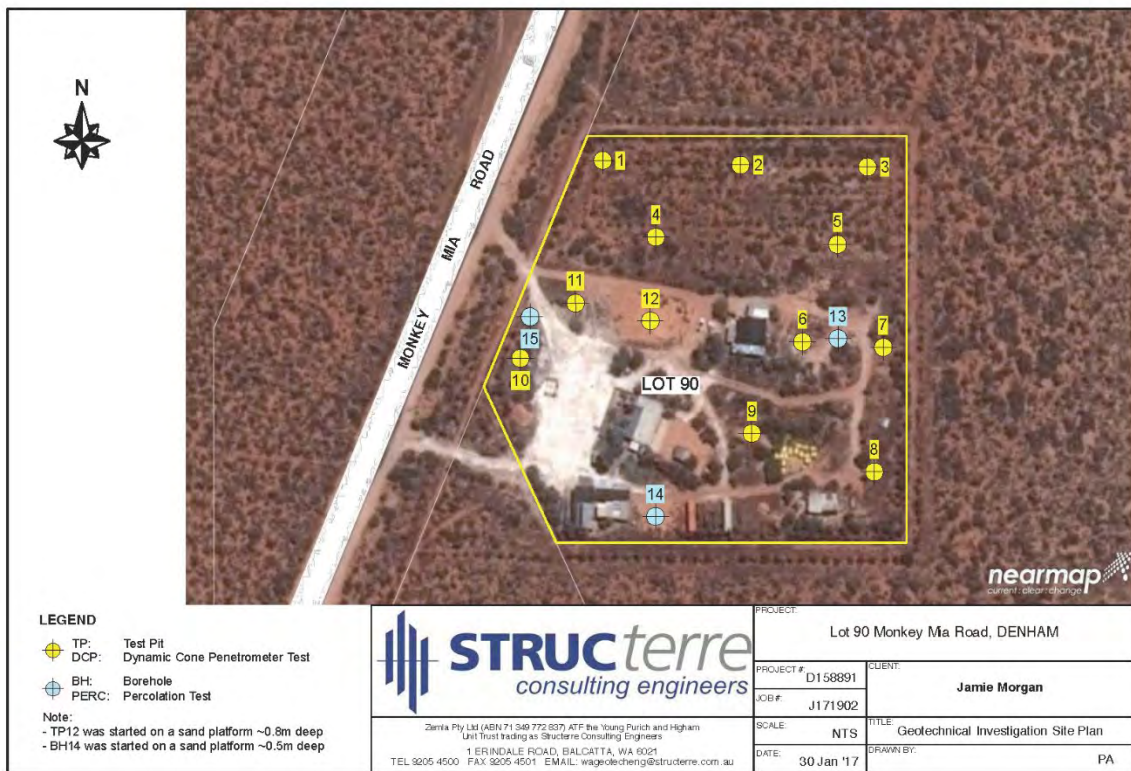 N
MONKEY MIA ROAD
1
2
3
4
5
11
12
13
6
7
15
10
LOT 90
9
8
14
nearmap
current:clear:change
LEGEND
TP: Test Pit
DCP: Dynamic Cone Penetrometer Test
BH: Borehole
PERC: Percolation Test
Note:
- TP12 was started on a sand platform ~0.8m deep
- BH14 was started on a sand platform ~0.5m deep
STRUCterre
consulting engineers
Zemla Pty Ltd (ABN 71 349 772 837) ATF the Young Purich and Higham
Unit Trust trading as Structerre Consulting Engineers
1 ERINDALE ROAD, BALCATTA, WA 6021
TEL 9205 4500 FAX 9205 4501 EMAIL: wageotecheng@structerre.com.au
PROJECT:
Lot 90 Monkey Mia Road, DENHAM
PROJECT #: D158891
JOB#: J171902
CLIENT:
Jamie Morgan
SCALE: NTS
TITLE:
Geotechnical Investigation Site Plan
DATE: 30 Jan '17
DRAWN BY:
PA